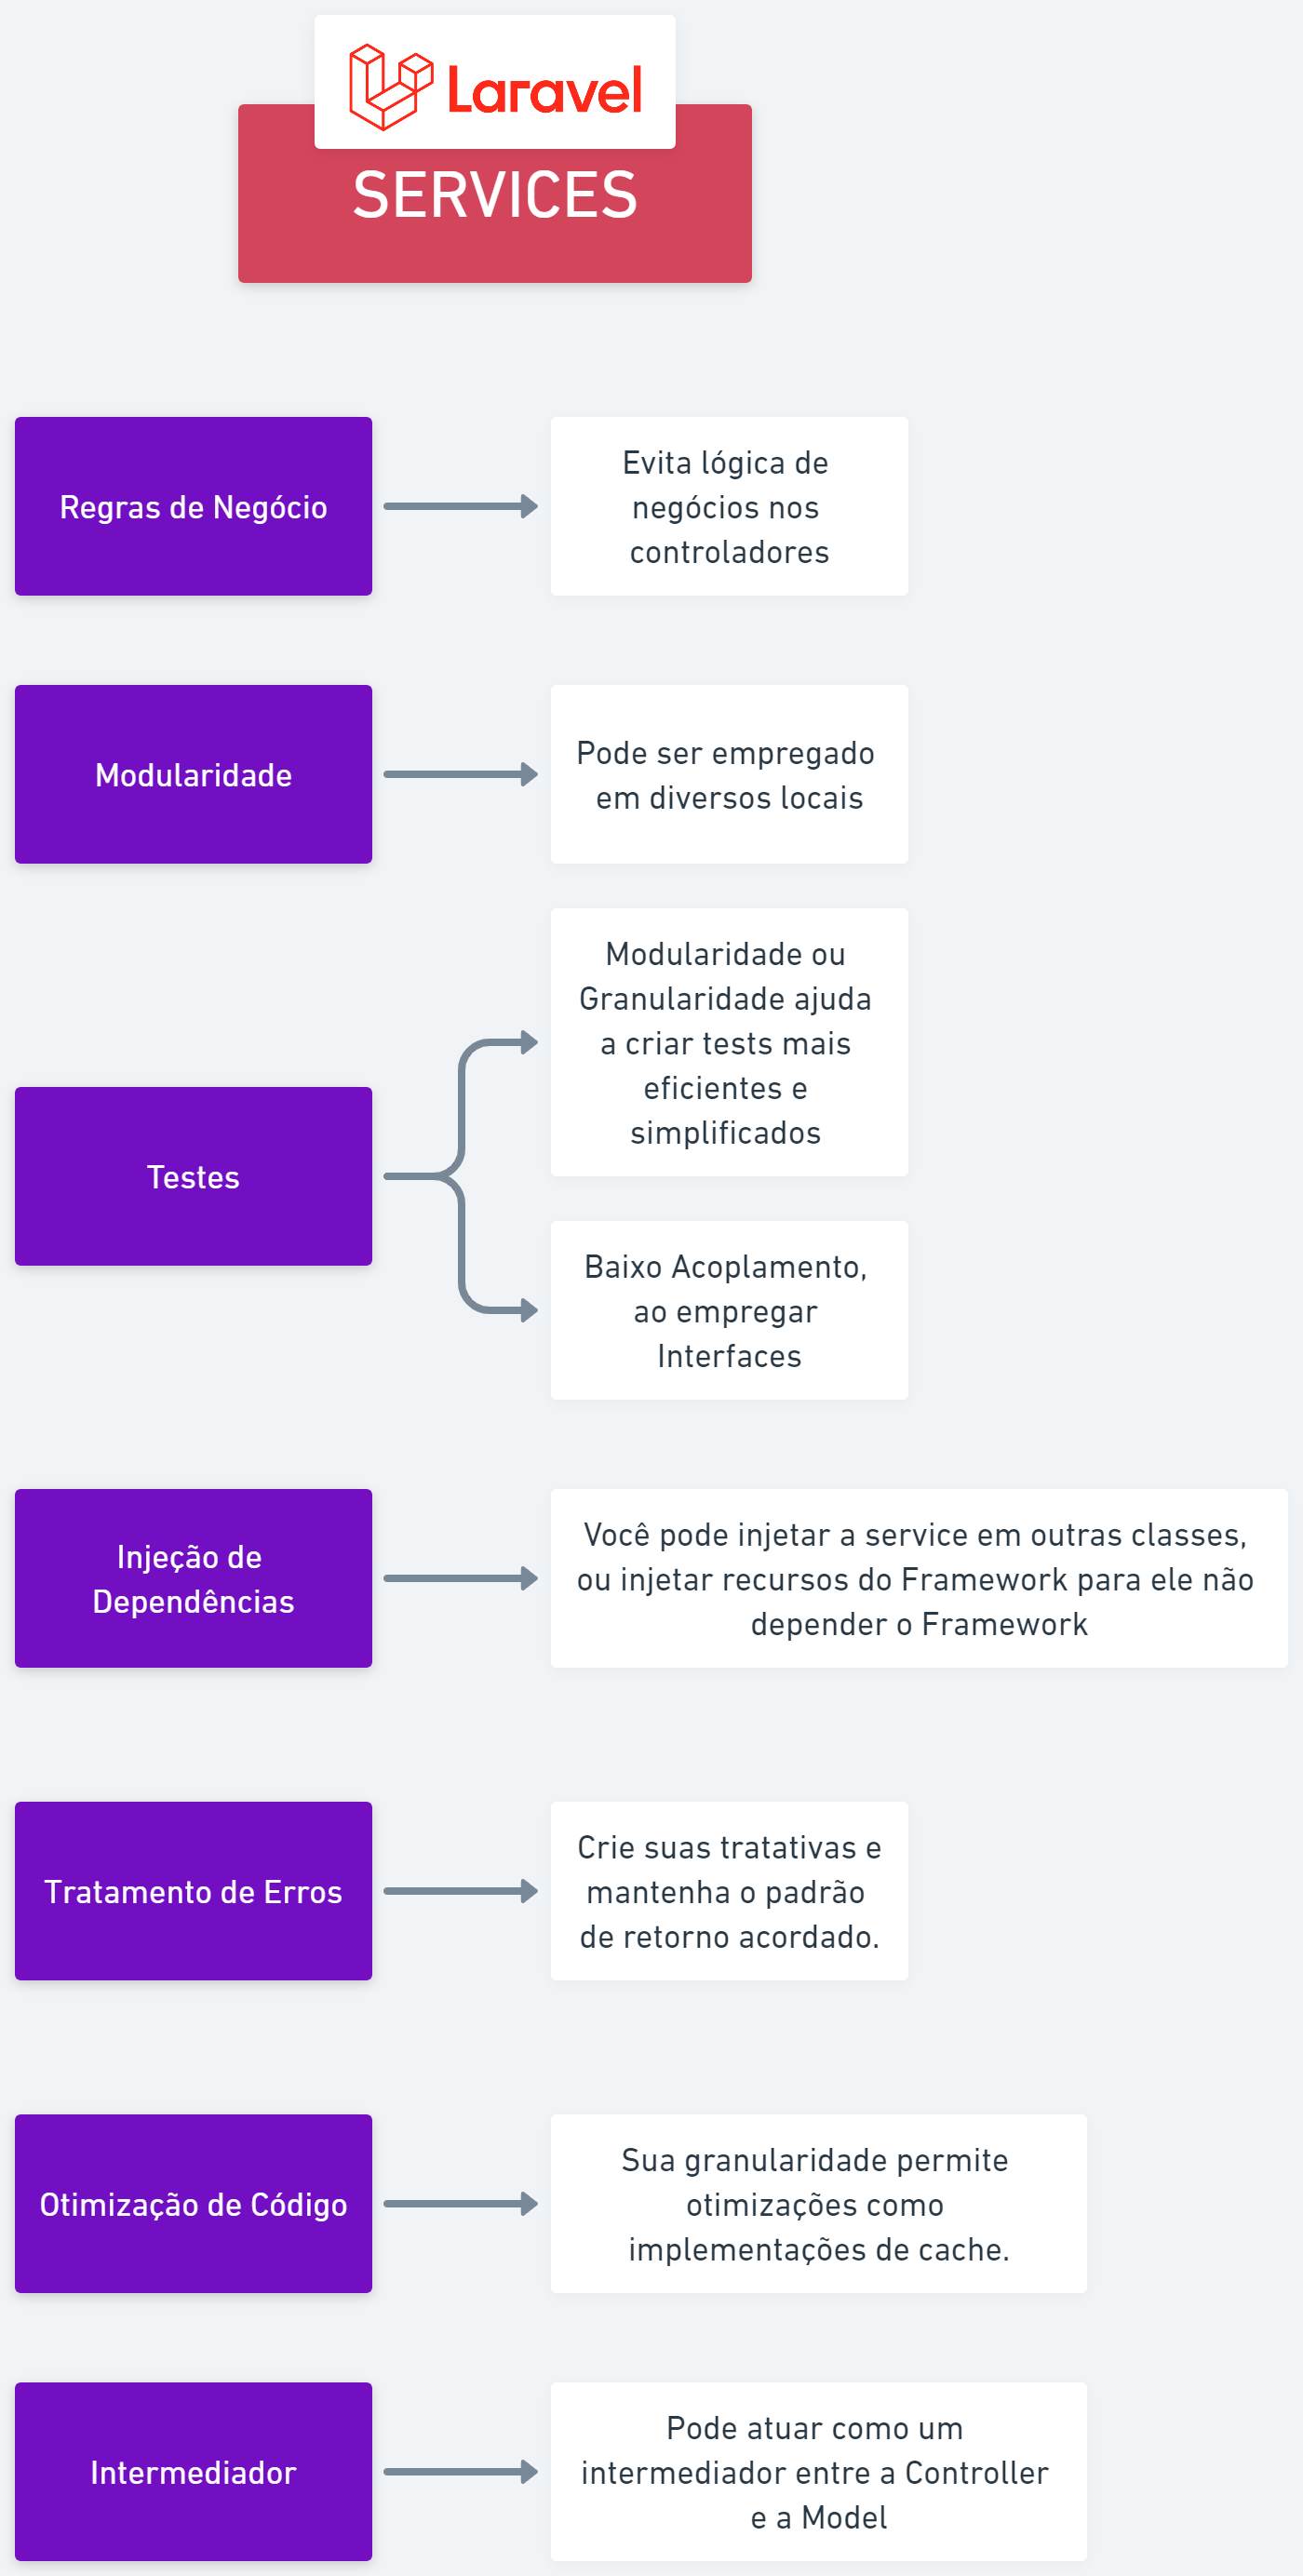 Laravel
SERVICES
Regras de Negócio
Evita lógica de
negócios nos
controladores
Modularidade
Pode ser empregado
em diversos locais
Testes
Modularidade ou
Granularidade ajuda
a criar tests mais
eficientes e
simplificados
Baixo Acoplamento,
ao empregar
Interfaces
Injeção de
Dependências
Você pode injetar a service em outras classes,
ou injetar recursos do Framework para ele não
depender o Framework
Tratamento de Erros
Crie suas tratativas e
mantenha o padrão
de retorno acordado.
Otimização de Código
Sua granularidade permite
otimizações como
implementações de cache.
Intermediador
Pode atuar como um
intermediador entre a Controller
e a Model